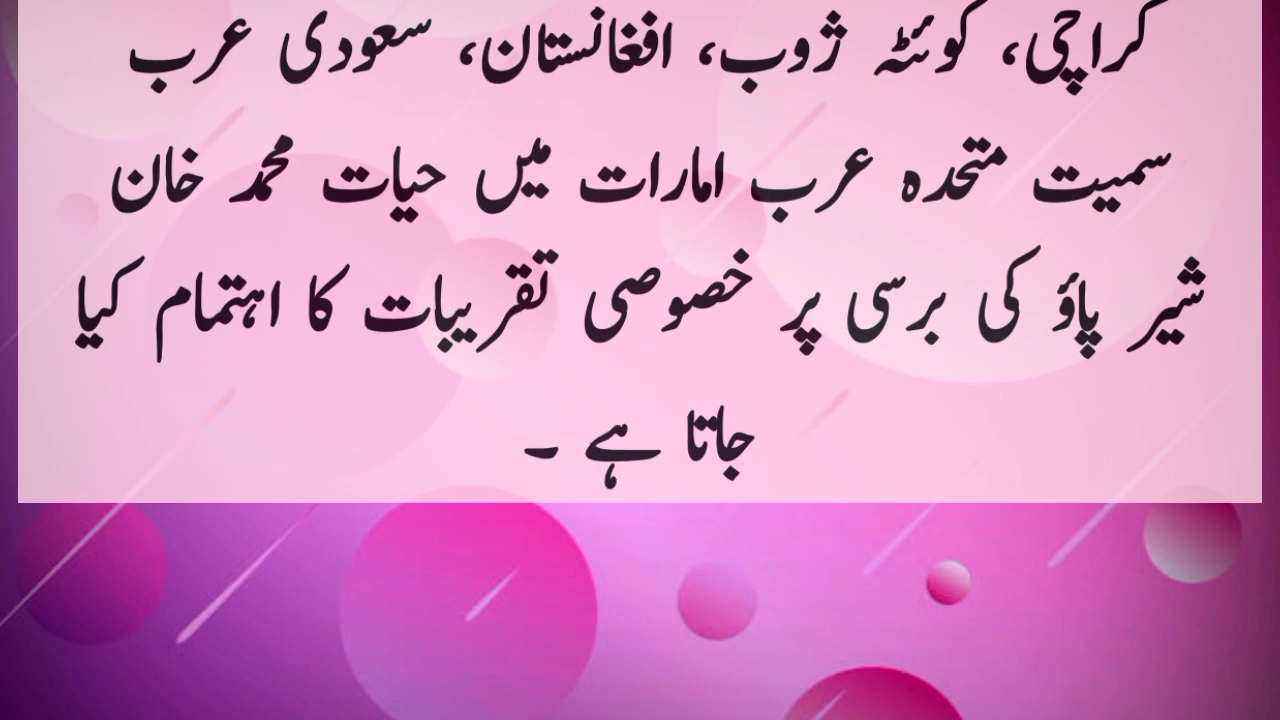 کراچی، کوئٹہ ژوب، افغانستان، سعودی عرب
سمیت متحدہ عرب امارات میں حیات محمد خان
شیر پاؤ کی برسی پر خصوصی تقریبات کا اہتمام کیا
جاتا ہے ۔